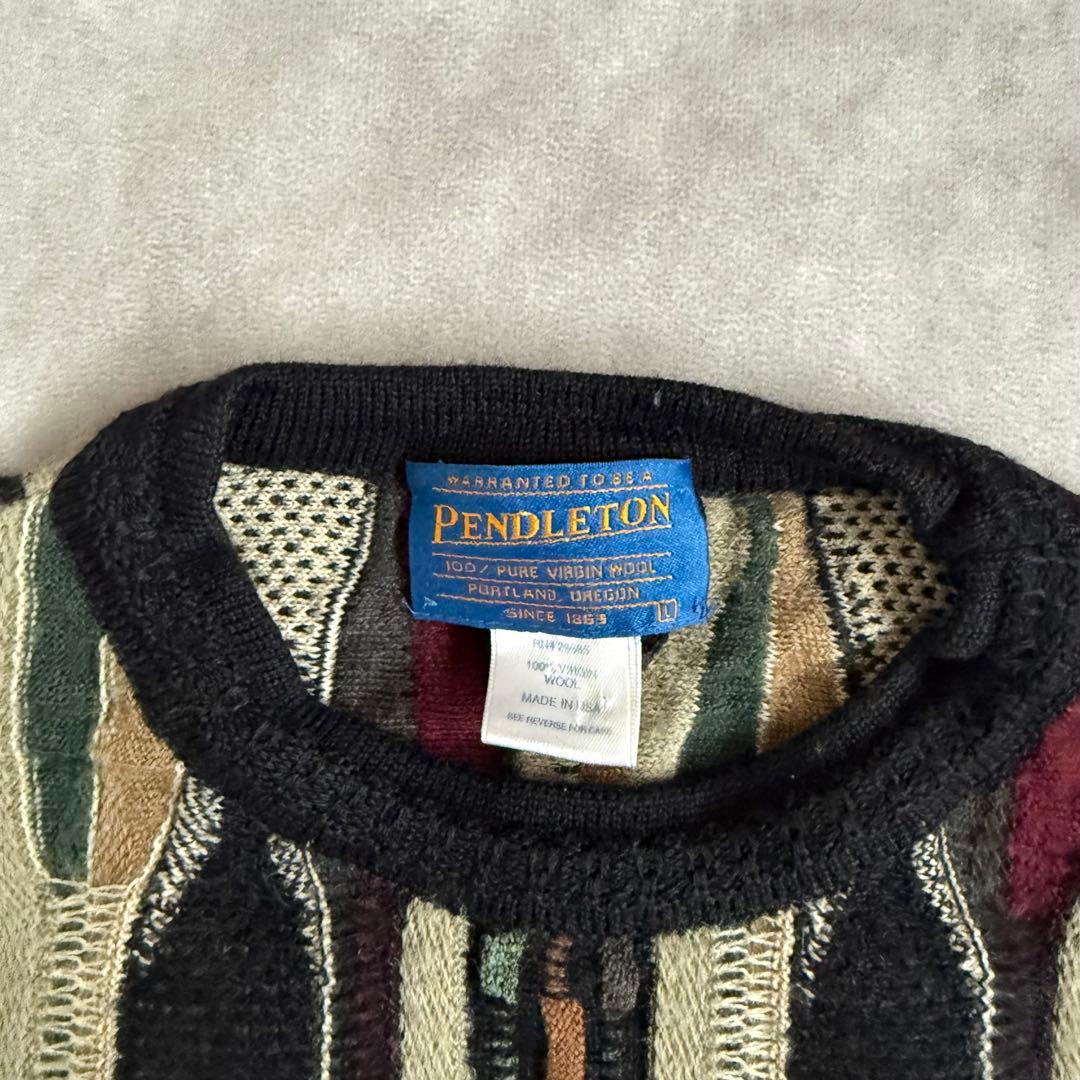 WARRANTED TO BE A
PENDLETON
100% PURE VIRGIN WOOL
PORTLAND, OREGON
SINCE 1863 L
100% VIRGIN
WOOL
MADE IN USA
SEE REVERSE FOR CARE